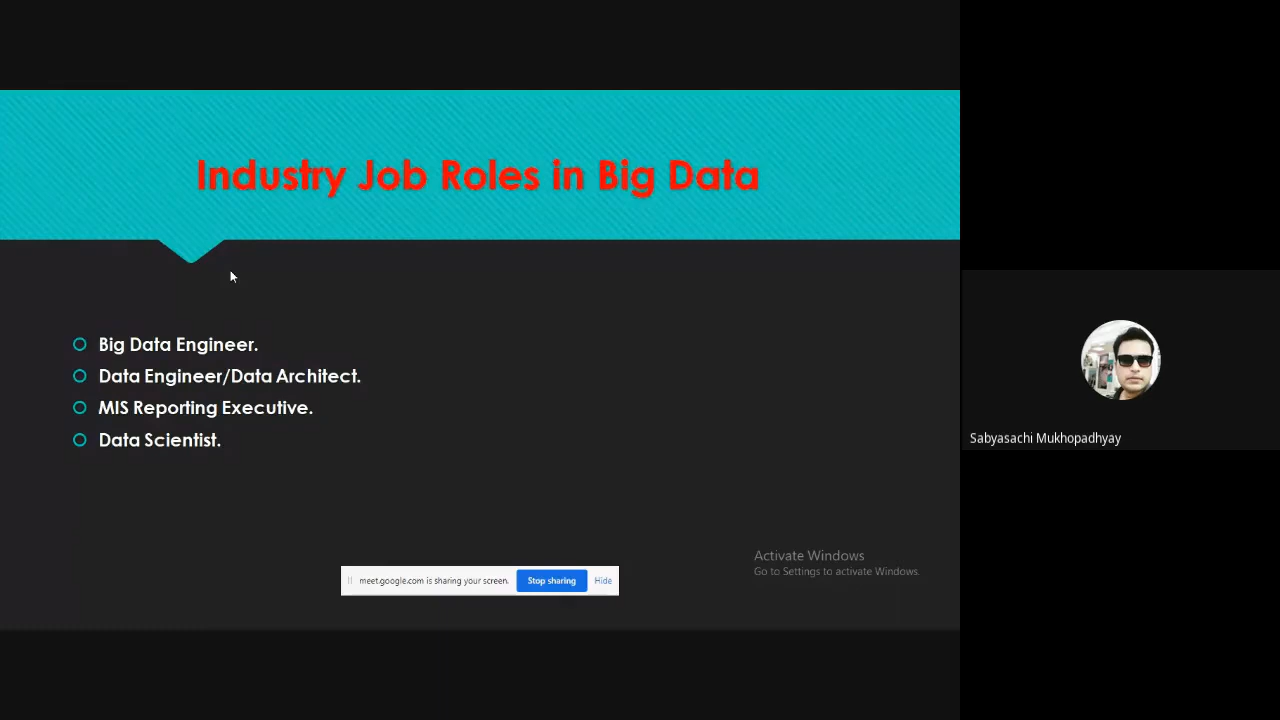 Industry Job Roles in Big Data
Big Data Engineer.
Data Engineer/Data Architect.
MIS Reporting Executive.
Data Scientist.
Sabyasachi Mukhopadhyay
Activate Windows
Go to Settings to activate Windows.
meet.google.com is sharing your screen. Stop sharing Hide